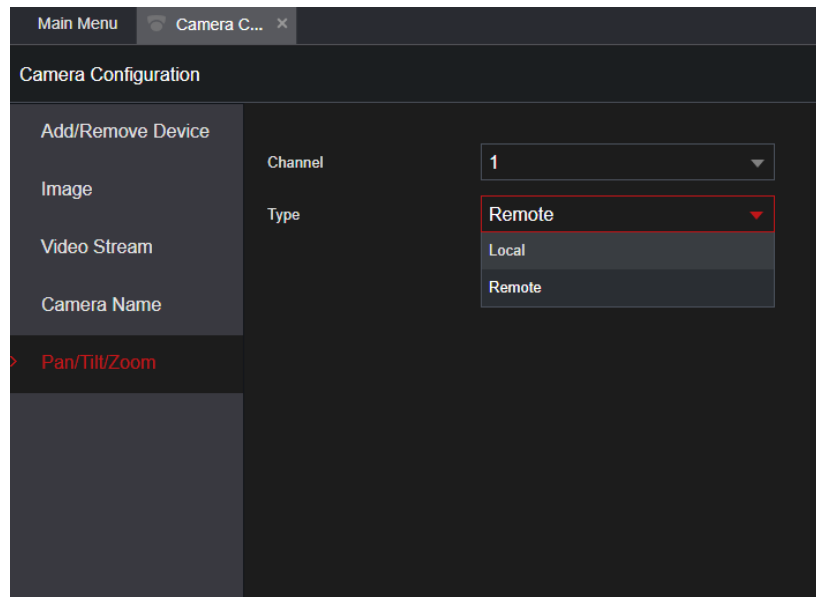 Main Menu
Camera C...
Camera Configuration
Add/Remove Device
Image
Video Stream
Camera Name
Pan/Tilt/Zoom
Channel 1
Type Remote
Local
Remote